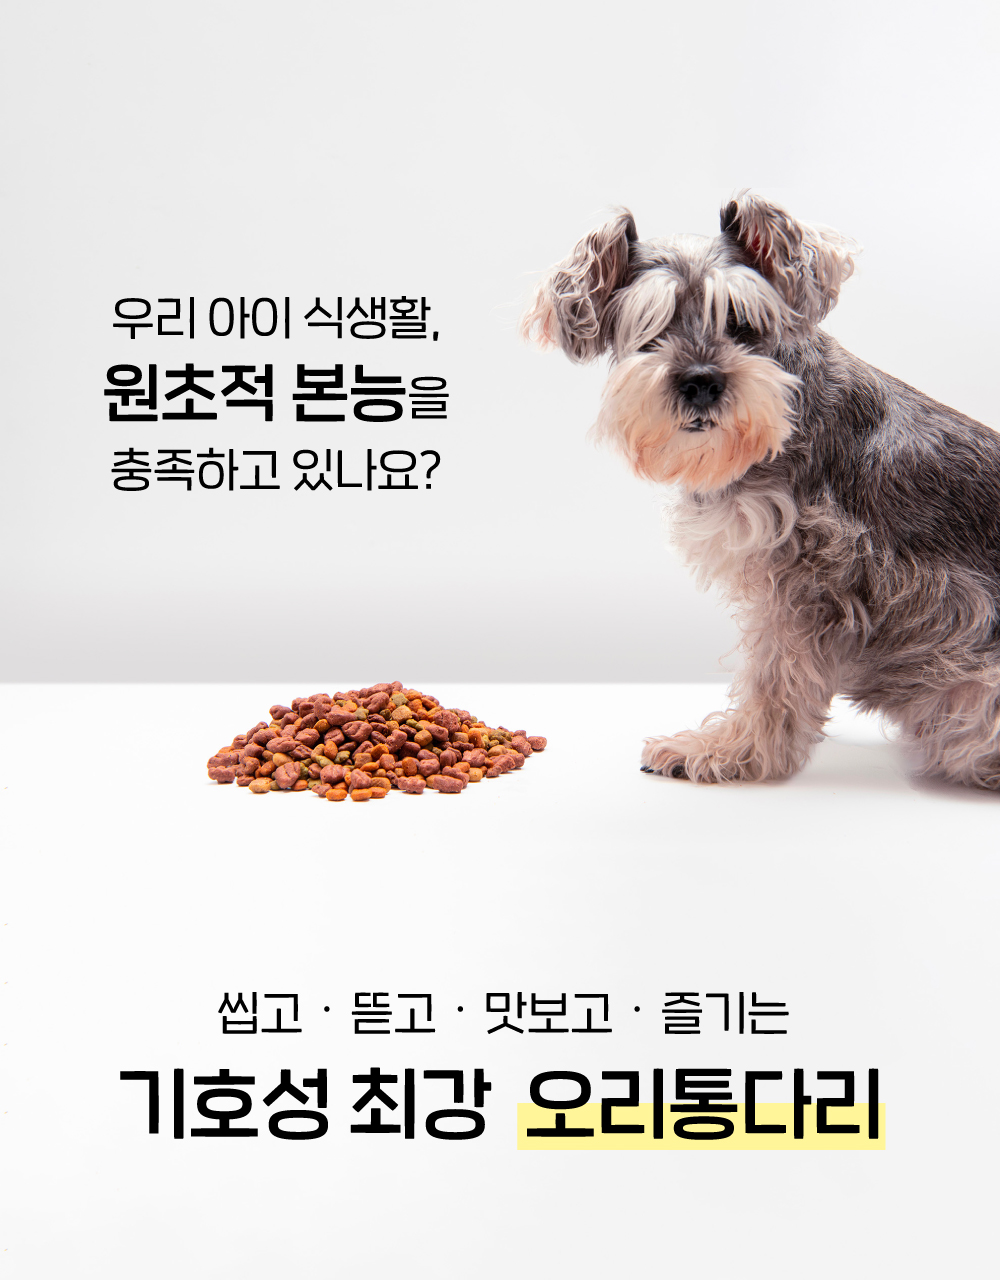 우리 아이 식생활,
원초적 본능을
충족하고 있나요?
씹고 · 뜯고 · 맛보고 · 즐기는
기호성 최강 오리통다리